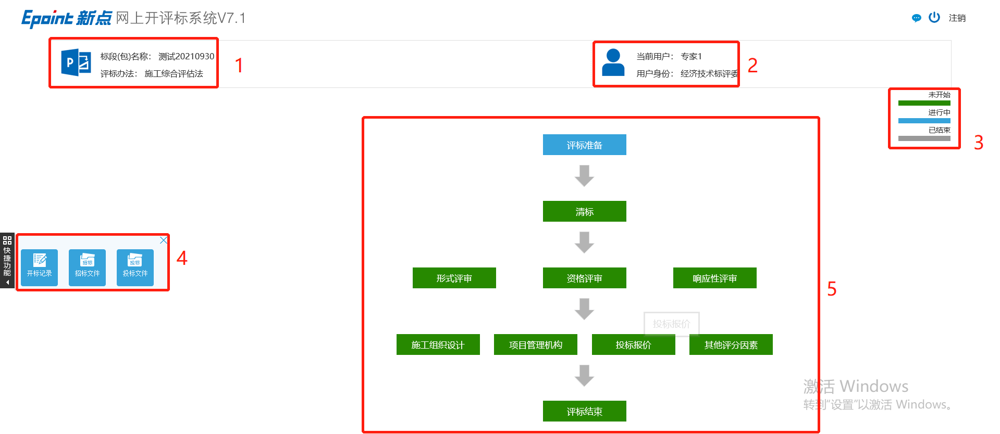 Epoint 新点 网上开评标系统V7.1
注销
标段(包)名称： 测试20210930
评标办法： 施工综合评估法
1
当前用户： 专家1
用户身份： 经济技术标评委
2
未开始
进行中
已结束
3
评标准备
清标
形式评审
资格评审
响应性评审
投标报价
施工组织设计
项目管理机构
投标报价
其他评分因素
评标结束
5
快捷功能
招标
投标
开标记录
招标文件
投标文件
4
激活 Windows
转到“设置”以激活 Windows。